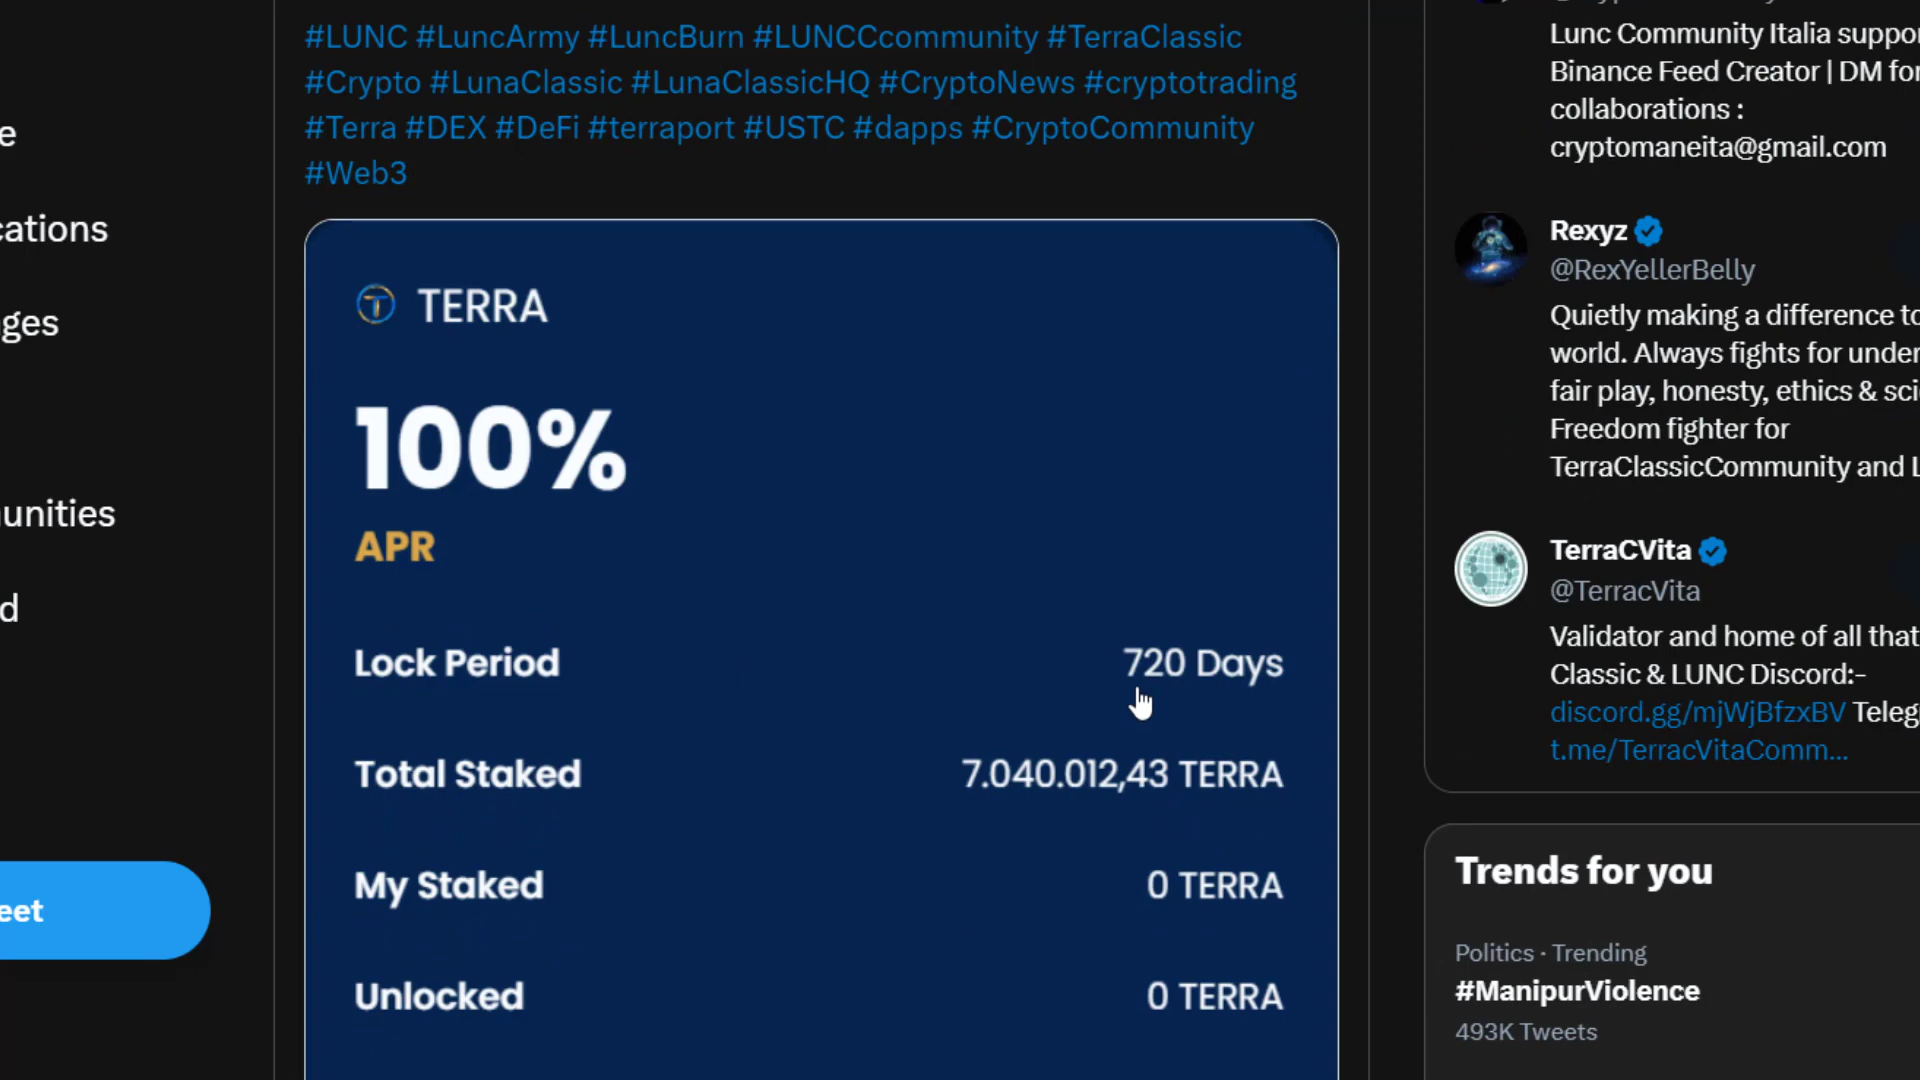 #LUNC #LuncArmy #LuncBurn #LUNCCcommunity #TerraClassic
#Crypto #LunaClassic #LunaClassicHQ #CryptoNews #cryptotrading
#Terra #DEX #DeFi #terraport #USTC #dapps #CryptoCommunity
#Web3
TERRA
100%
APR
Lock Period 720 Days
Total Staked 7.040.012,43 TERRA
My Staked 0 TERRA
Unlocked 0 TERRA
e
cations
ges
unities
d
eet
Lunc Community Italia suppo
Binance Feed Creator | DM for
collaborations :
cryptomaneita@gmail.com
Rexyz
@RexYellerBelly
Quietly making a difference to
world. Always fights for under
fair play, honesty, ethics & sci
Freedom fighter for
TerraClassicCommunity and L
TerraCVita
@TerracVita
Validator and home of all that
Classic & LUNC Discord:-
discord.gg/mjWjBfzxBV Teleg
t.me/TerracVitaComm...
Trends for you
Politics · Trending
#ManipurViolence
493K Tweets